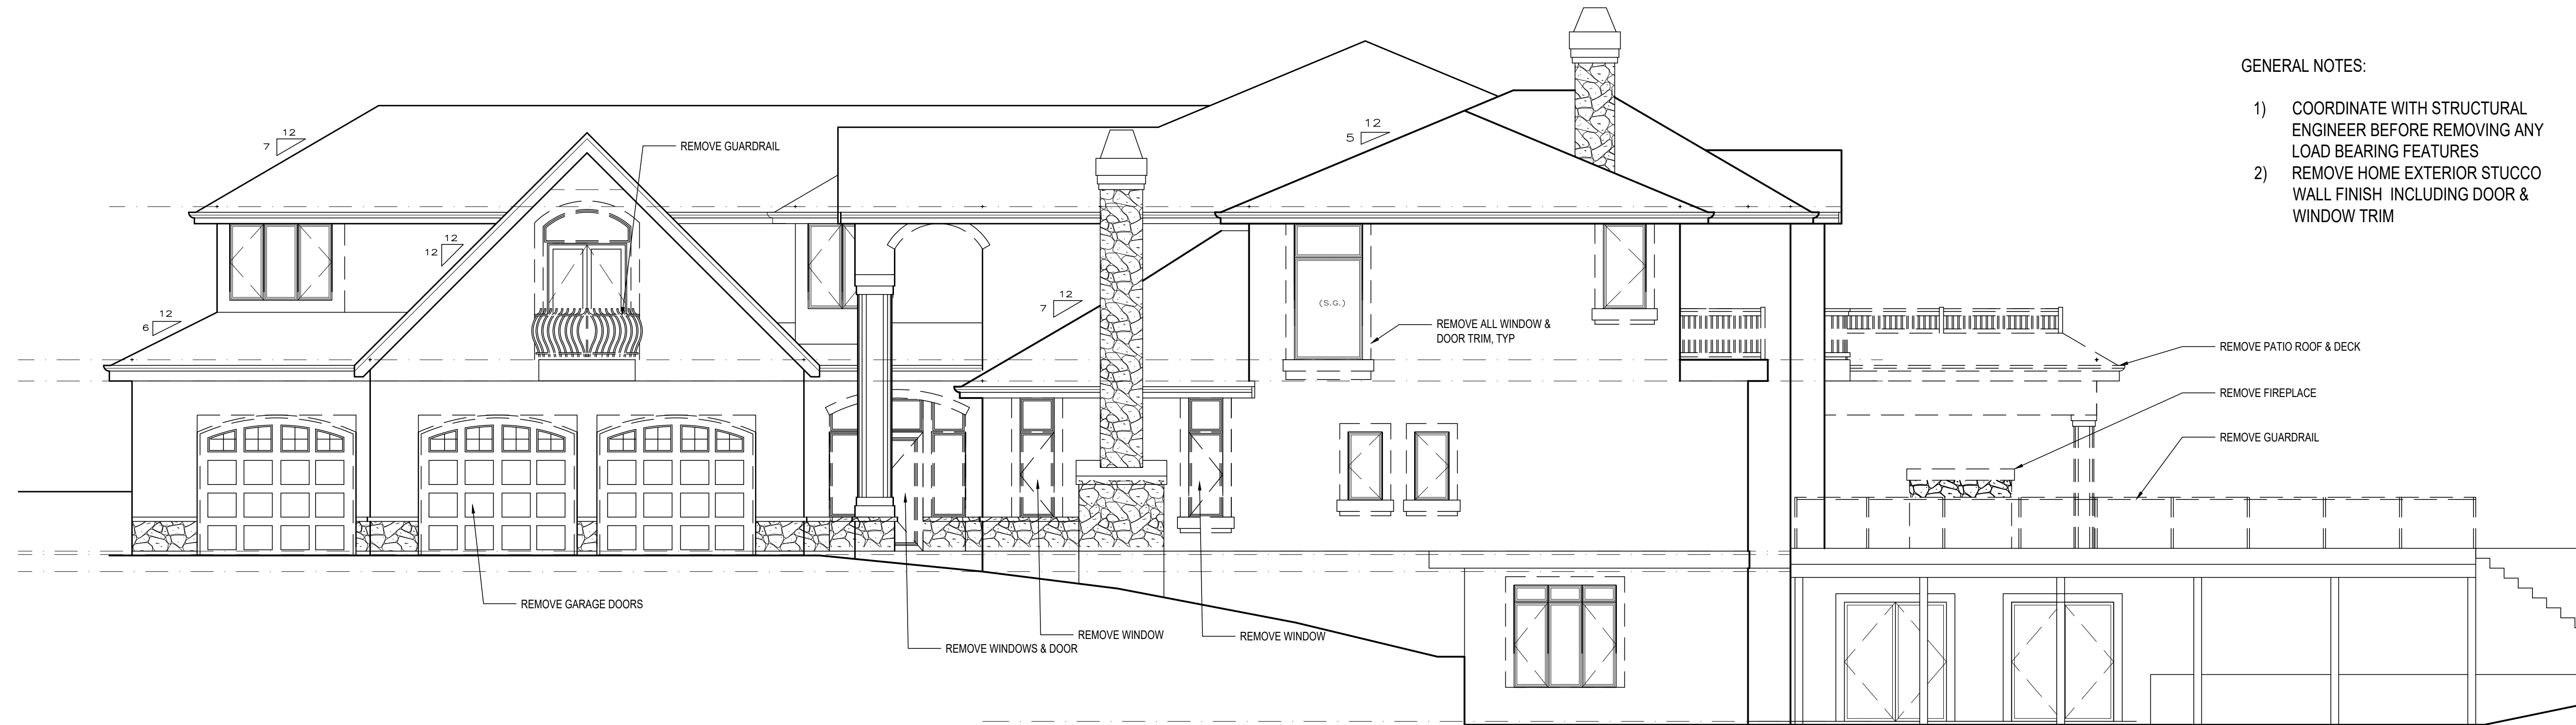 GENERAL NOTES:
1) COORDINATE WITH STRUCTURAL
ENGINEER BEFORE REMOVING ANY
LOAD BEARING FEATURES
2) REMOVE HOME EXTERIOR STUCCO
WALL FINISH INCLUDING DOOR &
WINDOW TRIM
12
7
REMOVE GUARDRAIL
12
5
12
12
12
6
12
7
(S.G.)
REMOVE ALL WINDOW &
DOOR TRIM, TYP
REMOVE PATIO ROOF & DECK
REMOVE FIREPLACE
REMOVE GUARDRAIL
REMOVE GARAGE DOORS
REMOVE WINDOWS & DOOR
REMOVE WINDOW
REMOVE WINDOW